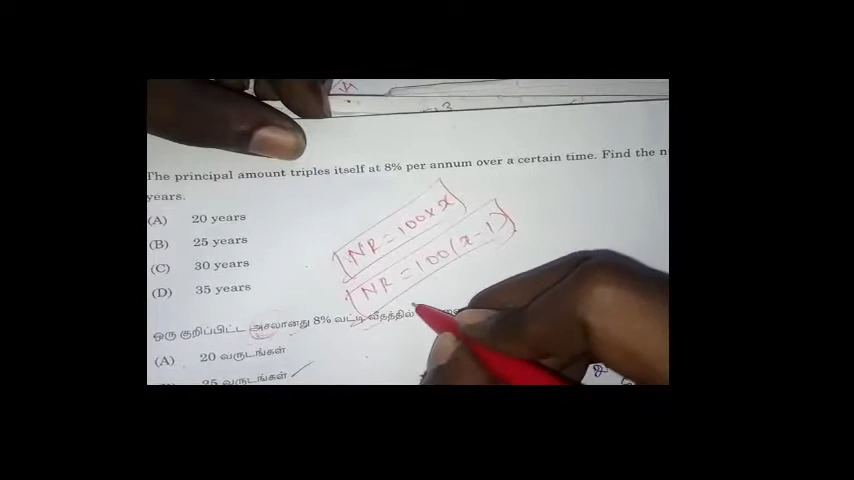 The principal amount triples itself at 8% per annum over a certain time. Find the n
years.
(A) 20 years
(B) 25 years
(C) 30 years
(D) 35 years
NR = 100 × x
NR = 100(x - 1)
ஒரு குறிப்பிட்ட அசலானது 8% வட்டி வீதத்தில்
(A) 20 வருடங்கள்
25 வருடங்கள்